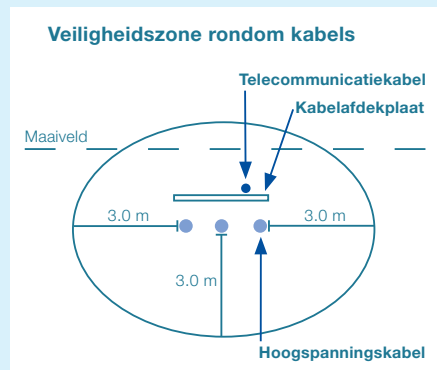 Veiligheidszone rondom kabels
Telecommunicatiekabel
Kabelafdekplaat
Maaiveld
3.0 m
3.0 m
3.0 m
Hoogspanningskabel